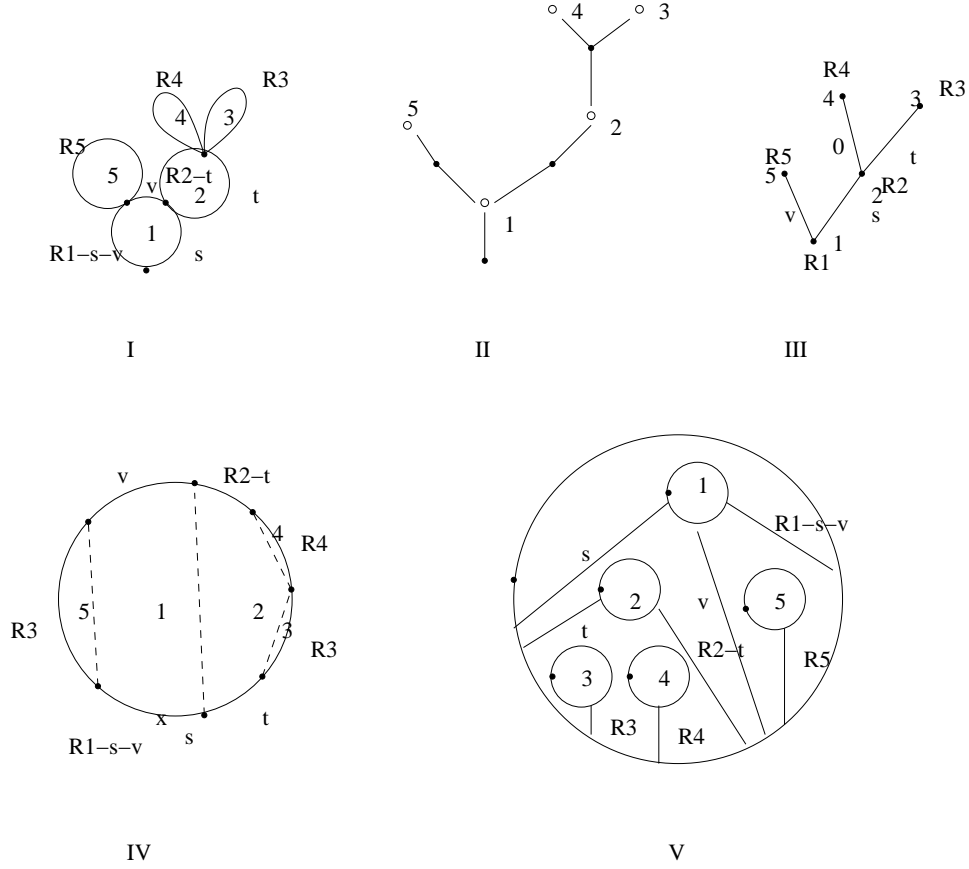 R4 R3
4 3
R5 5 v R2−t 2 t
1
R1−s−v s
I
4 3
5
2
1
II
R4 4
3 R3
0 t
R5 5 2 R2
v s
R1 1
III
v R2−t
4 R4
R3 5 1 2 3 R3
x s t
R1−s−v
IV
1
R1−s−v
s
2 v 5
t R2−t R5
3 4
R3 R4
V